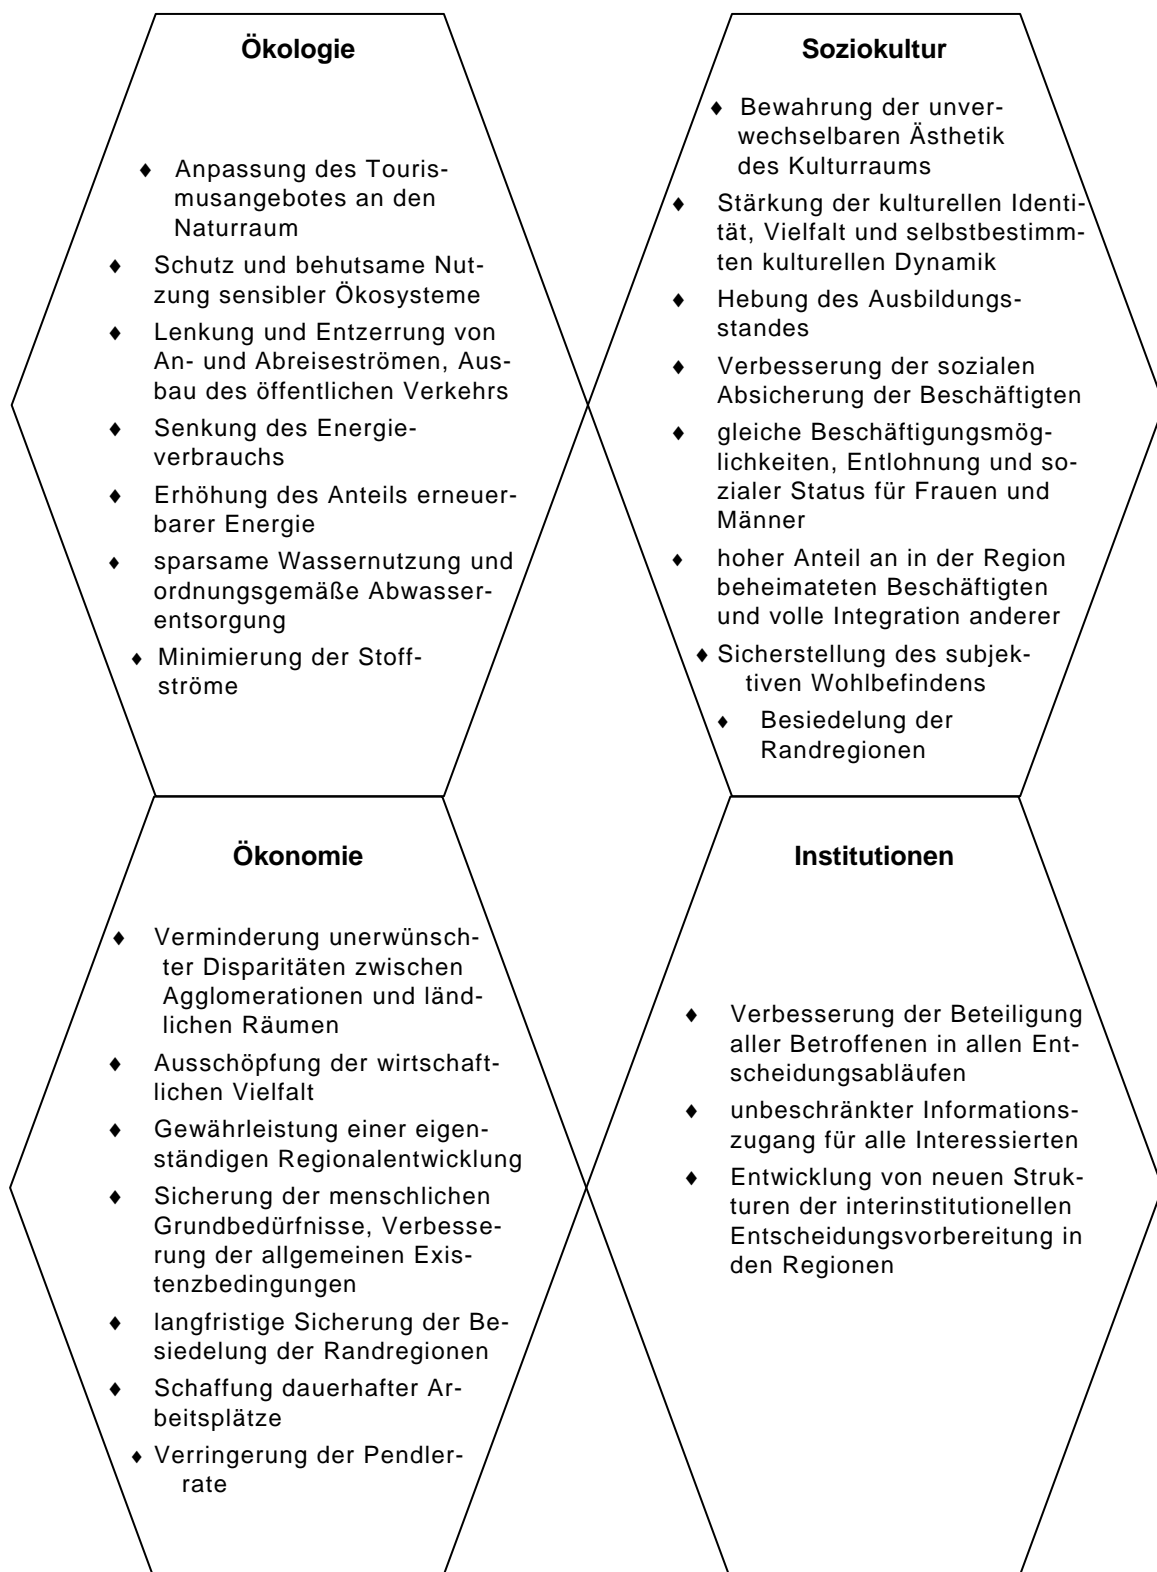 Ökologie
♦ Anpassung des Touris-
musangebotes an den
Naturraum
♦ Schutz und behutsame Nut-
zung sensibler Ökosysteme
♦ Lenkung und Entzerrung von
An- und Abreiseströmen, Aus-
bau des öffentlichen Verkehrs
♦ Senkung des Energie-
verbrauchs
♦ Erhöhung des Anteils erneuer-
barer Energie
♦ sparsame Wassernutzung und
ordnungsgemäße Abwasser-
entsorgung
♦ Minimierung der Stoff-
ströme
Soziokultur
♦ Bewahrung der unver-
wechselbaren Ästhetik
des Kulturraums
♦ Stärkung der kulturellen Identi-
tät, Vielfalt und selbstbestimm-
ten kulturellen Dynamik
♦ Hebung des Ausbildungs-
standes
♦ Verbesserung der sozialen
Absicherung der Beschäftigten
♦ gleiche Beschäftigungsmög-
lichkeiten, Entlohnung und so-
zialer Status für Frauen und
Männer
♦ hoher Anteil an in der Region
beheimateten Beschäftigten
und volle Integration anderer
♦ Sicherstellung des subjek-
tiven Wohlbefindens
♦ Besiedelung der
Randregionen
Ökonomie
♦ Verminderung unerwünsch-
ter Disparitäten zwischen
Agglomerationen und länd-
lichen Räumen
♦ Ausschöpfung der wirtschaft-
lichen Vielfalt
♦ Gewährleistung einer eigen-
ständigen Regionalentwicklung
♦ Sicherung der menschlichen
Grundbedürfnisse, Verbesse-
rung der allgemeinen Exis-
tenzbedingungen
♦ langfristige Sicherung der Be-
siedelung der Randregionen
♦ Schaffung dauerhafter Ar-
beitsplätze
♦ Verringerung der Pendler-
rate
Institutionen
♦ Verbesserung der Beteiligung
aller Betroffenen in allen Ent-
scheidungsabläufen
♦ unbeschränkter Informations-
zugang für alle Interessierten
♦ Entwicklung von neuen Struk-
turen der interinstitutionellen
Entscheidungsvorbereitung in
den Regionen